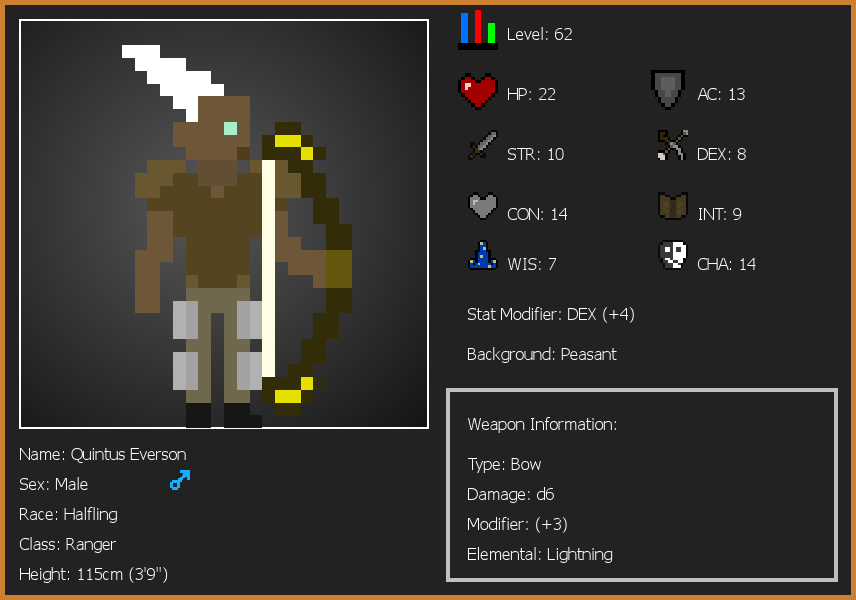 Level: 62
HP: 22
AC: 13
STR: 10
DEX: 8
CON: 14
INT: 9
WIS: 7
CHA: 14
Stat Modifier: DEX (+4)
Background: Peasant
Weapon Information:
Type: Bow
Damage: d6
Modifier: (+3)
Elemental: Lightning
Name: Quintus Everson
Sex: Male
Race: Halfling
Class: Ranger
Height: 115cm (3'9")